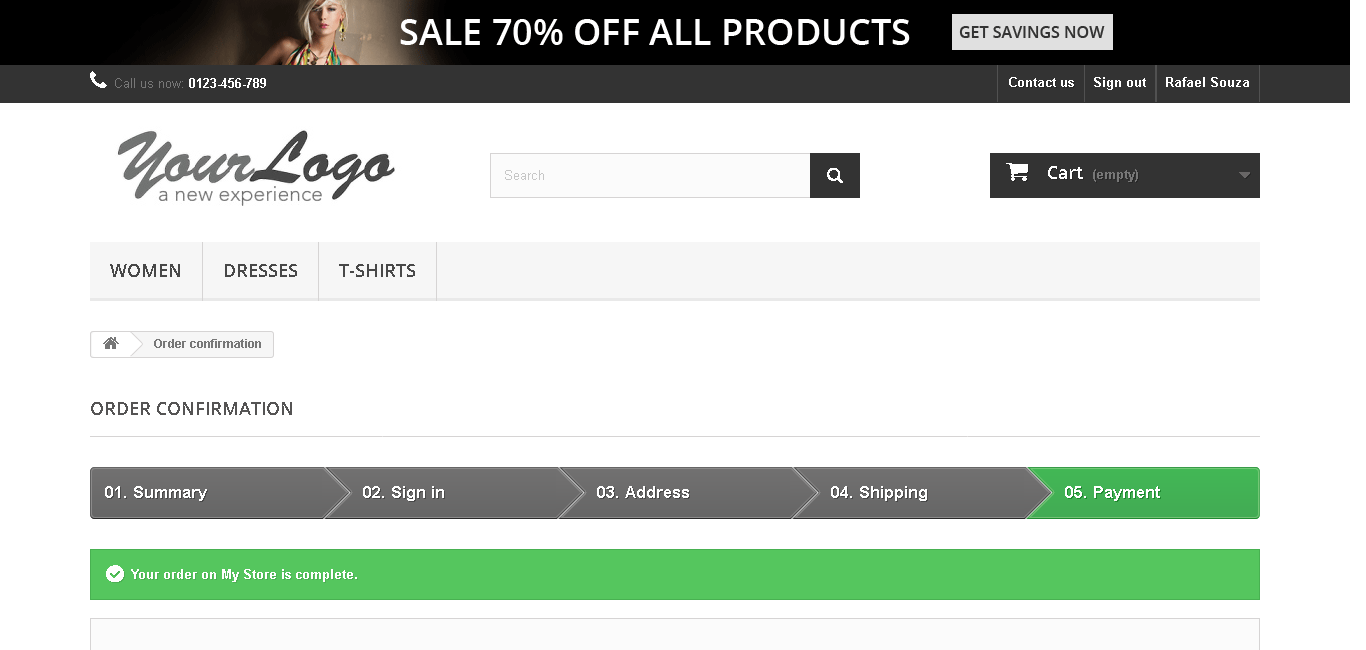 SALE 70% OFF ALL PRODUCTS GET SAVINGS NOW
Call us now: 0123-456-789 Contact us Sign out Rafael Souza
Your Logo
a new experience
Search
Cart (empty)
WOMEN DRESSES T-SHIRTS
Order confirmation
ORDER CONFIRMATION
01. Summary 02. Sign in 03. Address 04. Shipping 05. Payment
Your order on My Store is complete.